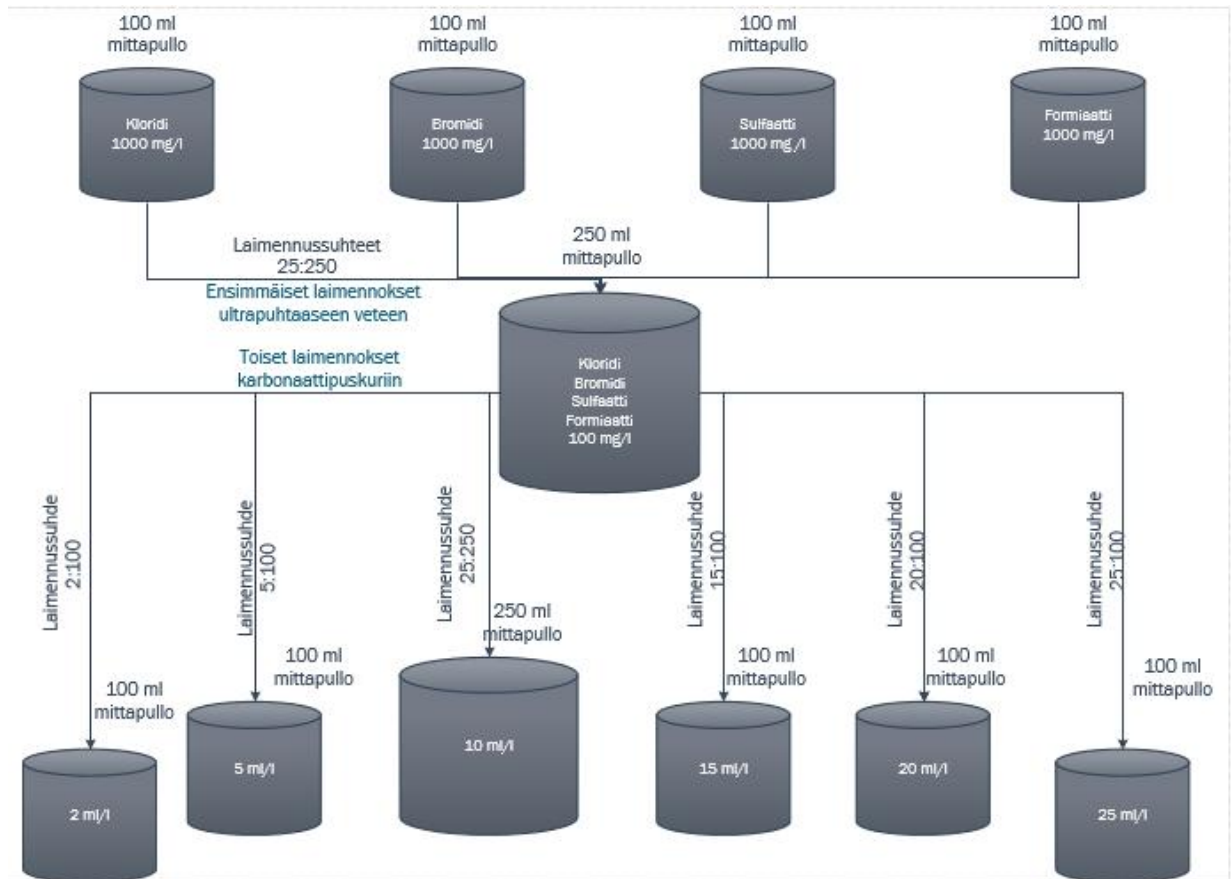 100 ml
mittapullo
100 ml
mittapullo
100 ml
mittapullo
100 ml
mittapullo
Kloridi
1000 mg/l
Bromidi
1000 mg/l
Sulfaatti
1000 mg/l
Formiaatti
1000 mg/l
Laimennussuhteet
25:250
250 ml
mittapullo
Ensimmäiset laimennokset
ultrapuhtaaseen veteen
Toiset laimennokset
karbonaattipuskuriin
Kloridi
Bromidi
Sulfaatti
Formiaatti
100 mg/l
Laimennussuhde
2:100
Laimennussuhde
5:100
Laimennussuhde
25:250
Laimennussuhde
15:100
Laimennussuhde
20:100
Laimennussuhde
25:100
100 ml
mittapullo
100 ml
mittapullo
250 ml
mittapullo
100 ml
mittapullo
100 ml
mittapullo
100 ml
mittapullo
2 ml/l
5 ml/l
10 ml/l
15 ml/l
20 ml/l
25 ml/l